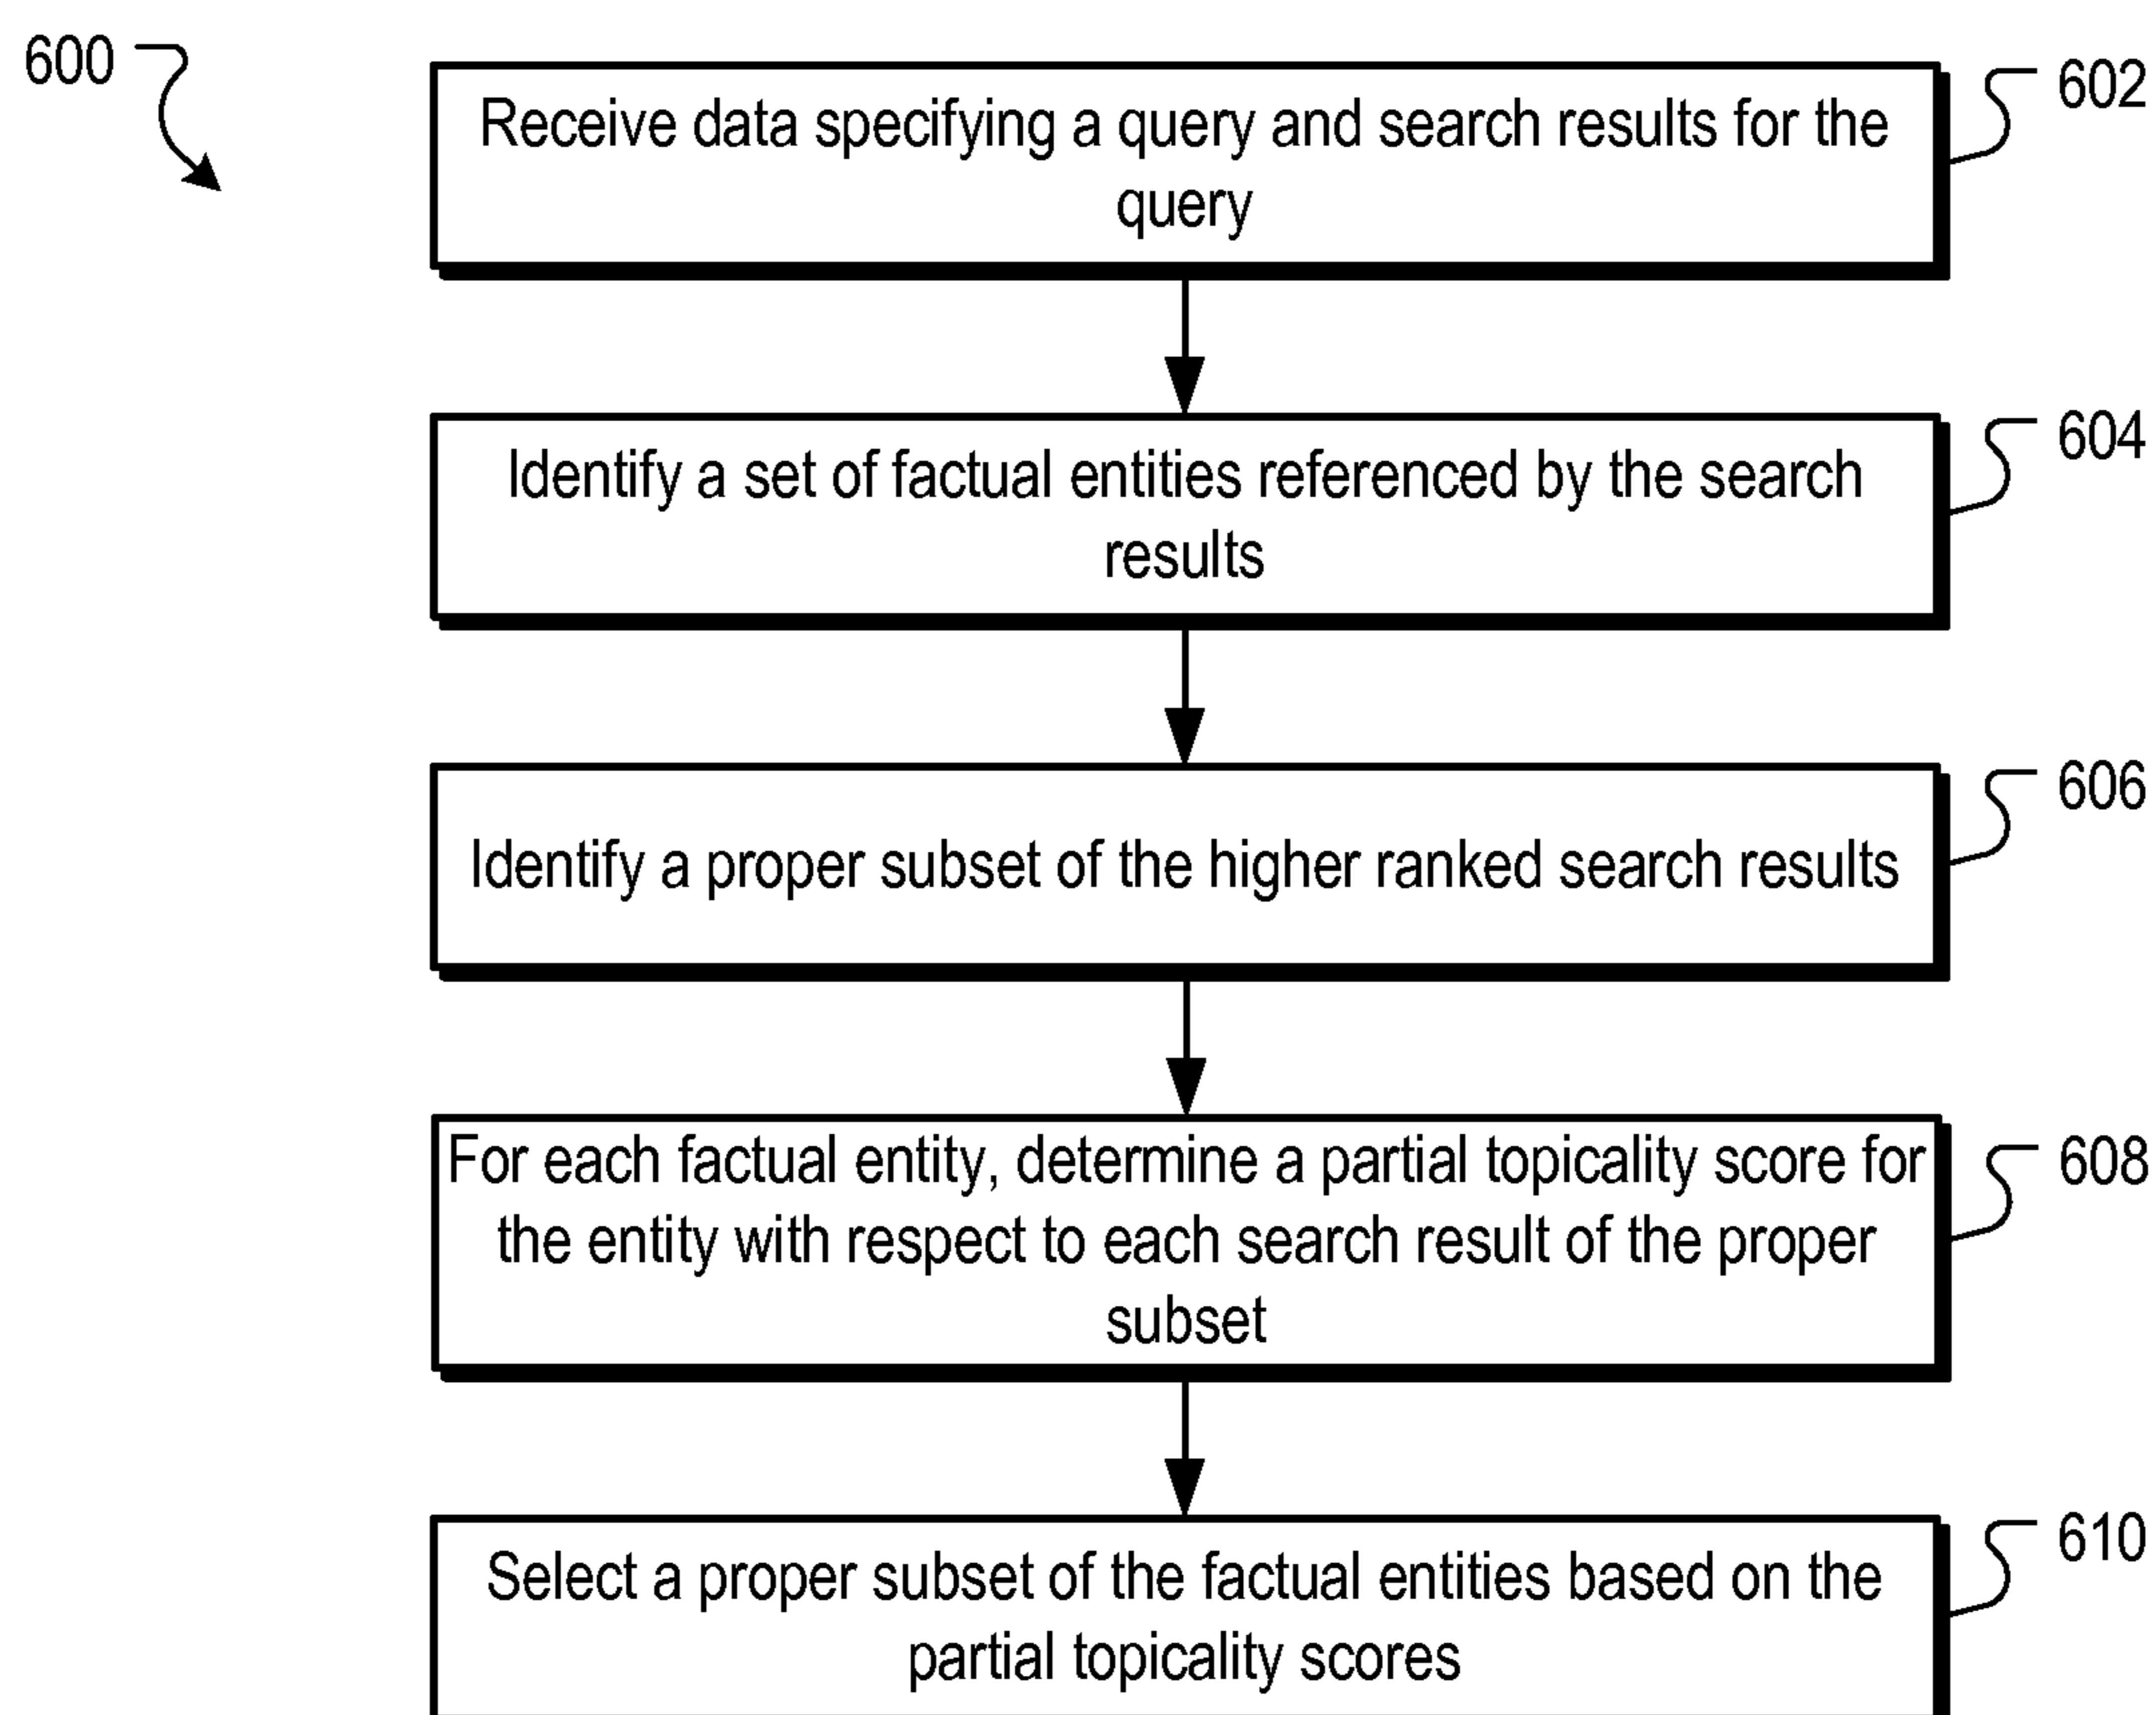 600
602
Receive data specifying a query and search results for the
query
604
Identify a set of factual entities referenced by the search
results
606
Identify a proper subset of the higher ranked search results
608
For each factual entity, determine a partial topicality score for
the entity with respect to each search result of the proper
subset
610
Select a proper subset of the factual entities based on the
partial topicality scores